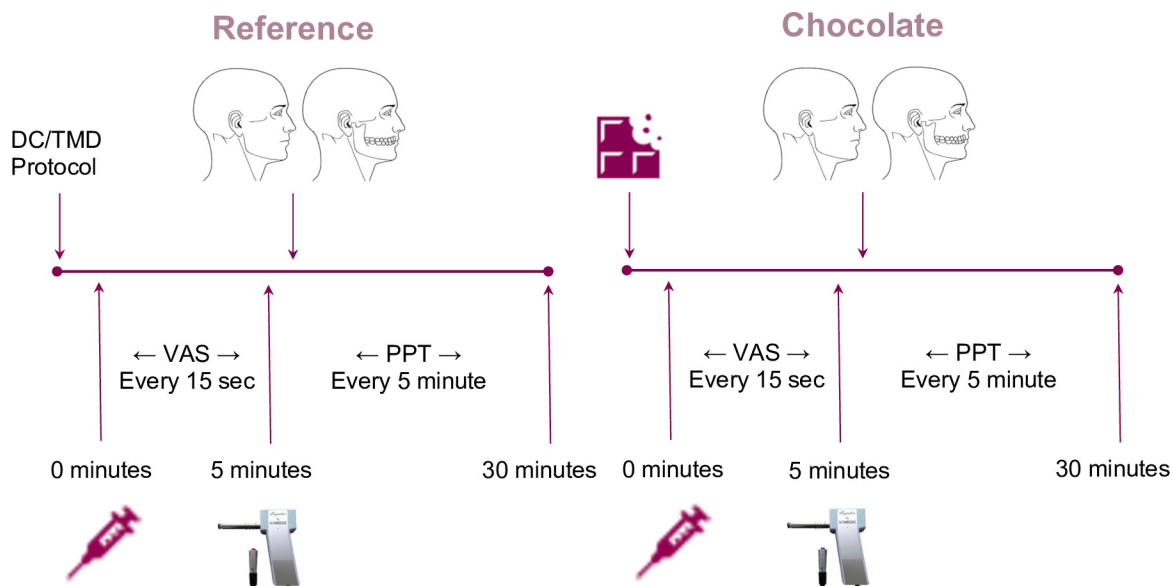 Reference
DC/TMD
Protocol
← VAS →
Every 15 sec
← PPT →
Every 5 minute
0 minutes
5 minutes
30 minutes
Chocolate
← VAS →
Every 15 sec
← PPT →
Every 5 minute
0 minutes
5 minutes
30 minutes